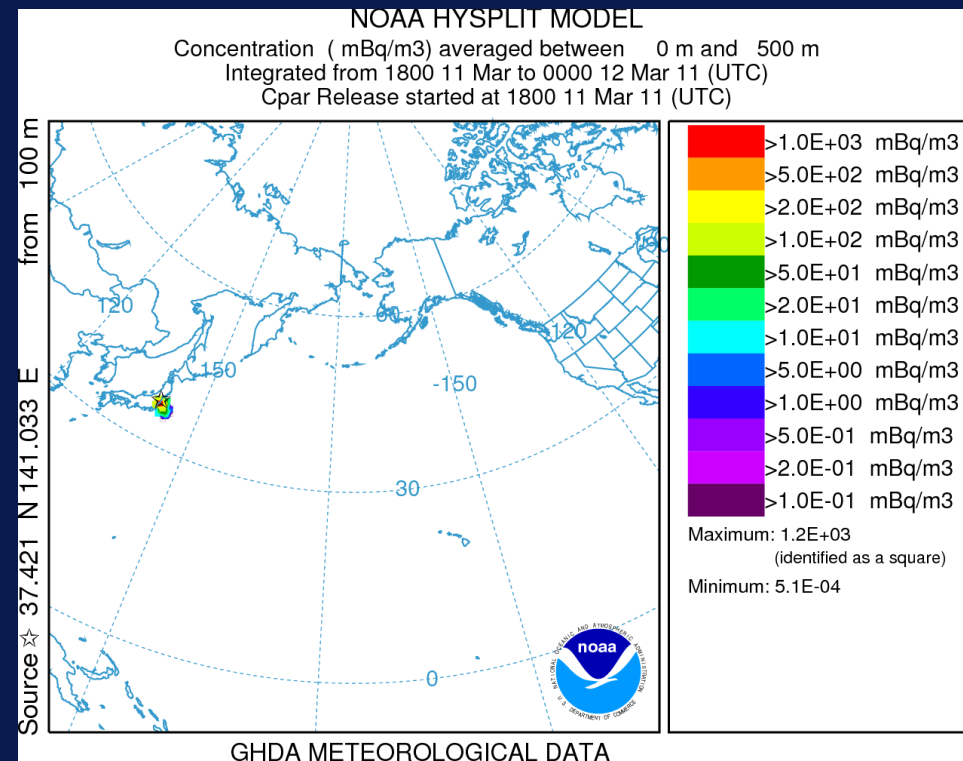 NOAA HYSPLIT MODEL
Concentration ( mBq/m3) averaged between 0 m and 500 m
Integrated from 1800 11 Mar to 0000 12 Mar 11 (UTC)
Cpar Release started at 1800 11 Mar 11 (UTC)
Source ☆ 37.421 N 141.033 E from 100 m
120
150
60
-150
-120
30
0
>1.0E+03 mBq/m3
>5.0E+02 mBq/m3
>2.0E+02 mBq/m3
>1.0E+02 mBq/m3
>5.0E+01 mBq/m3
>2.0E+01 mBq/m3
>1.0E+01 mBq/m3
>5.0E+00 mBq/m3
>1.0E+00 mBq/m3
>5.0E-01 mBq/m3
>2.0E-01 mBq/m3
>1.0E-01 mBq/m3
Maximum: 1.2E+03
(identified as a square)
Minimum: 5.1E-04
NATIONAL OCEANIC AND ATMOSPHERIC ADMINISTRATION
noaa
U.S. DEPARTMENT OF COMMERCE
GHDA METEOROLOGICAL DATA